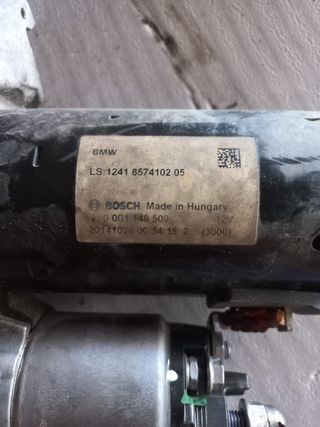 BMW
LS:1241 8574102 05
BOSCH Made in Hungary.
0 001 148 509 12V
20141026 00:54:15 2 (3000)